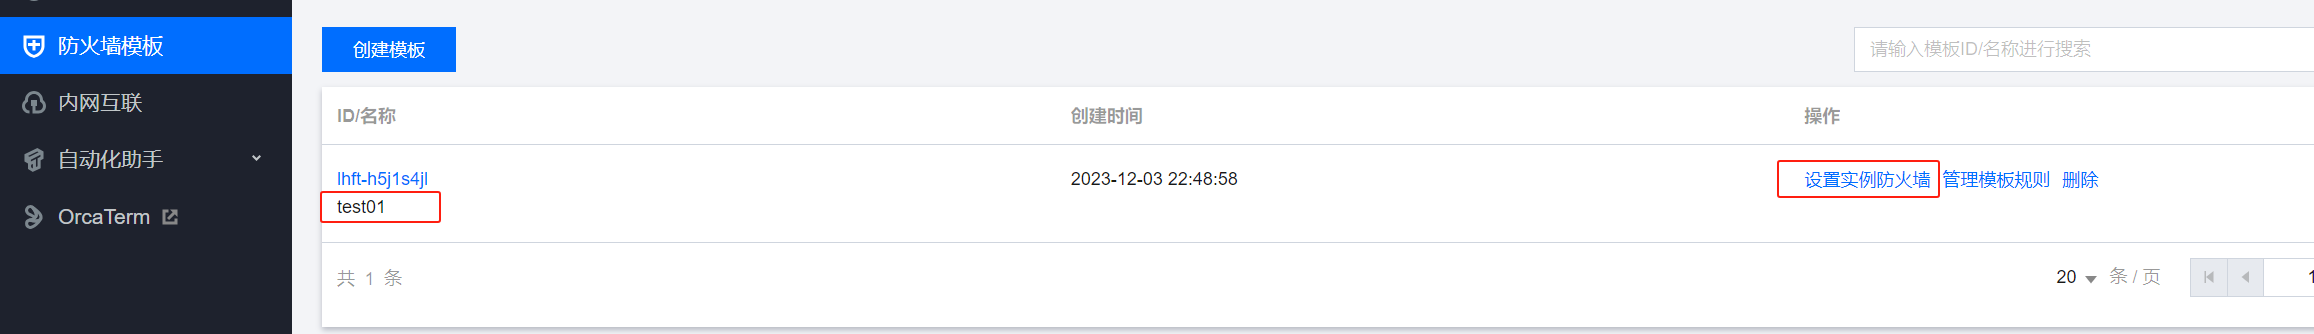 防火墙模板
内网互联
自动化助手
OrcaTerm
创建模板
请输入模板ID/名称进行搜索
ID/名称 创建时间 操作
lhft-h5j1s4jl 2023-12-03 22:48:58 设置实例防火墙 管理模板规则 删除
test01
共 1 条 20 条 / 页 1